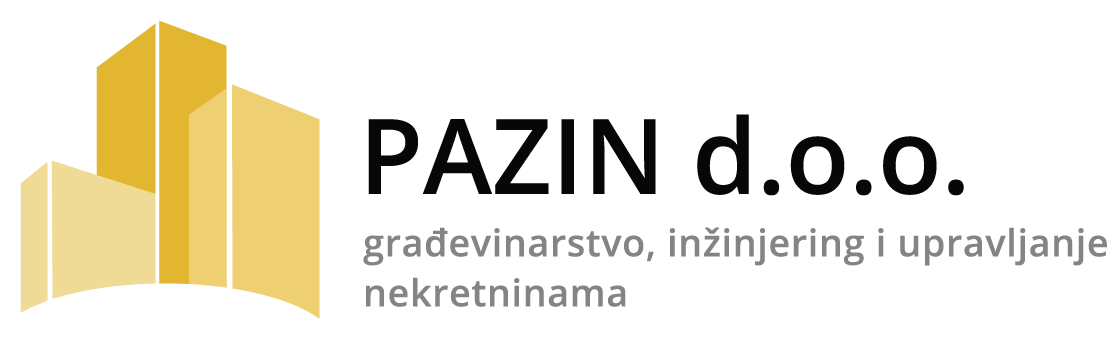 PAZIN d.o.o.
građevinarstvo, inžinjering i upravljanje
nekretninama